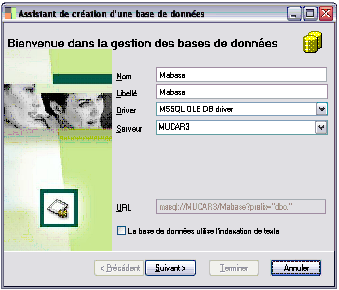 Assistant de création d'une base de données
Bienvenue dans la gestion des bases de données
Nom Mabasa
Libellé Mabasa
Driver MSSQL OLE DB driver
Serveur MUCAR3
URL mssql://MUCAR3/Mabase?prefix="dbo."
La base de données utilise l'indexation de texte
< Précédent Suivant > Terminer Annuler